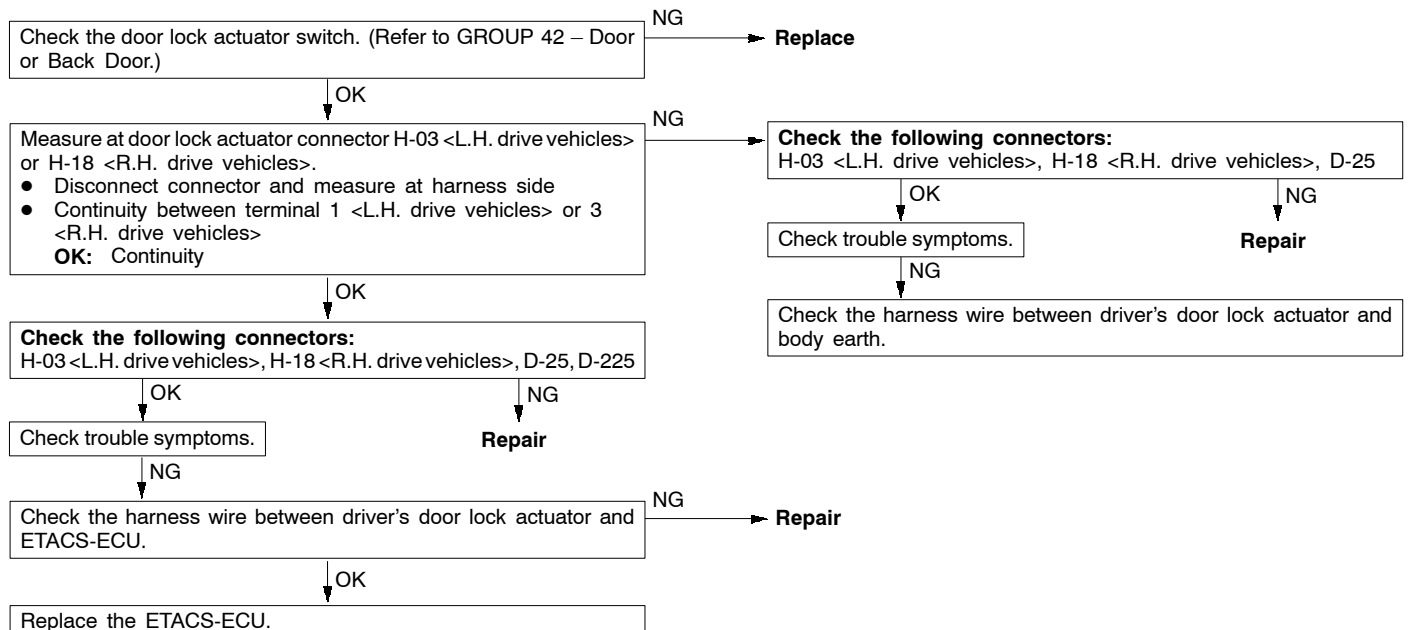 Check the door lock actuator switch. (Refer to GROUP 42 – Door
or Back Door.)
NG
Replace
OK
Measure at door lock actuator connector H-03 <L.H. drive vehicles>
or H-18 <R.H. drive vehicles>.
● Disconnect connector and measure at harness side
● Continuity between terminal 1 <L.H. drive vehicles> or 3
<R.H. drive vehicles>
OK: Continuity
NG
Check the following connectors:
H-03 <L.H. drive vehicles>, H-18 <R.H. drive vehicles>, D-25
OK
NG
Check trouble symptoms.
Repair
NG
Check the harness wire between driver's door lock actuator and
body earth.
OK
Check the following connectors:
H-03 <L.H. drive vehicles>, H-18 <R.H. drive vehicles>, D-25, D-225
OK
NG
Check trouble symptoms.
Repair
NG
Check the harness wire between driver's door lock actuator and
ETACS-ECU.
NG
Repair
OK
Replace the ETACS-ECU.